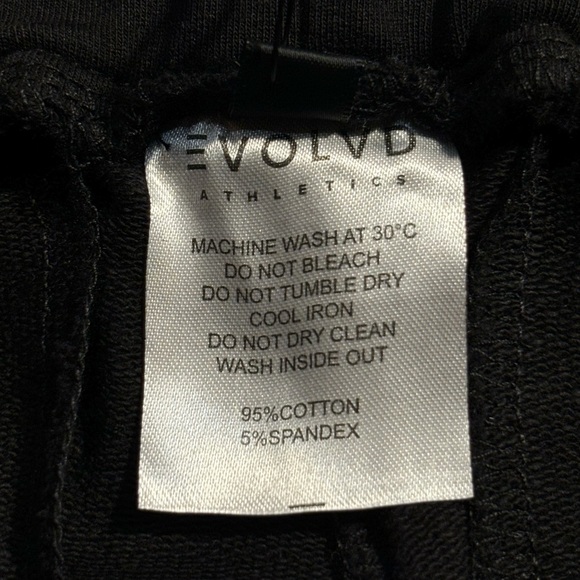 EVOLVD
ATHLETICS
MACHINE WASH AT 30°C
DO NOT BLEACH
DO NOT TUMBLE DRY
COOL IRON
DO NOT DRY CLEAN
WASH INSIDE OUT
95%COTTON
5%SPANDEX